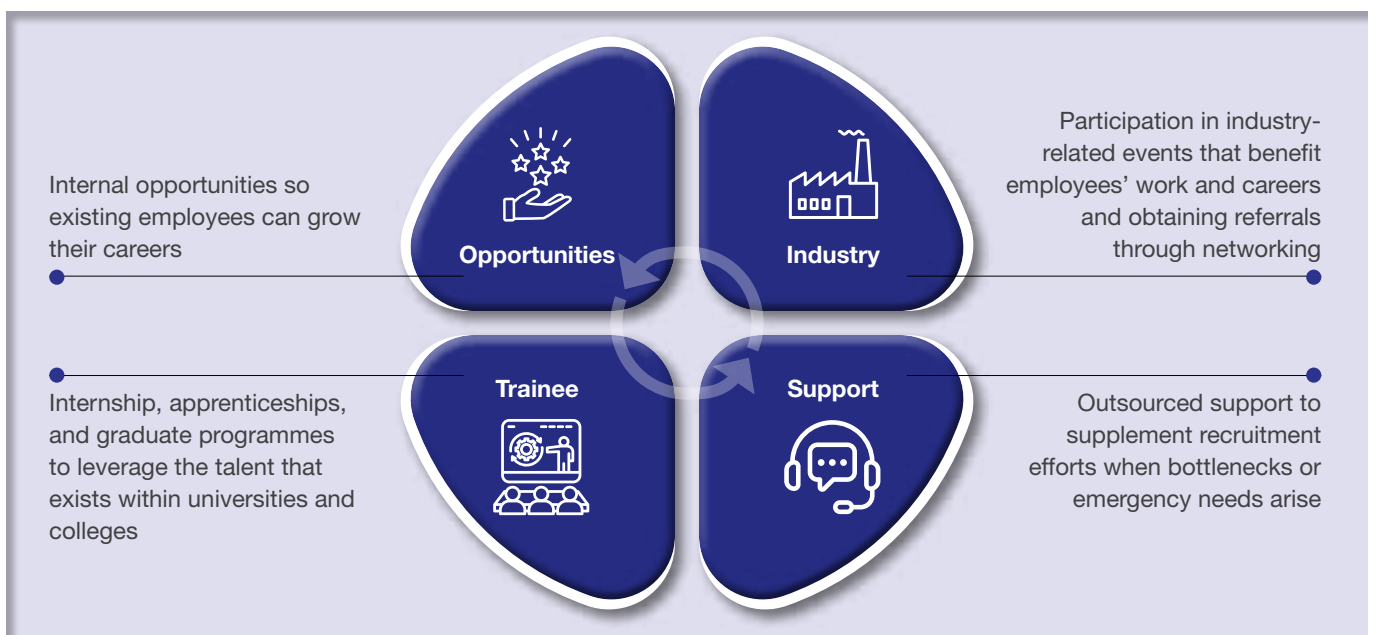 Internal opportunities so
existing employees can grow
their careers
Opportunities
Industry
Participation in industry-
related events that benefit
employees’ work and careers
and obtaining referrals
through networking
Trainee
Internship, apprenticeships,
and graduate programmes
to leverage the talent that
exists within universities and
colleges
Support
Outsourced support to
supplement recruitment
efforts when bottlenecks or
emergency needs arise